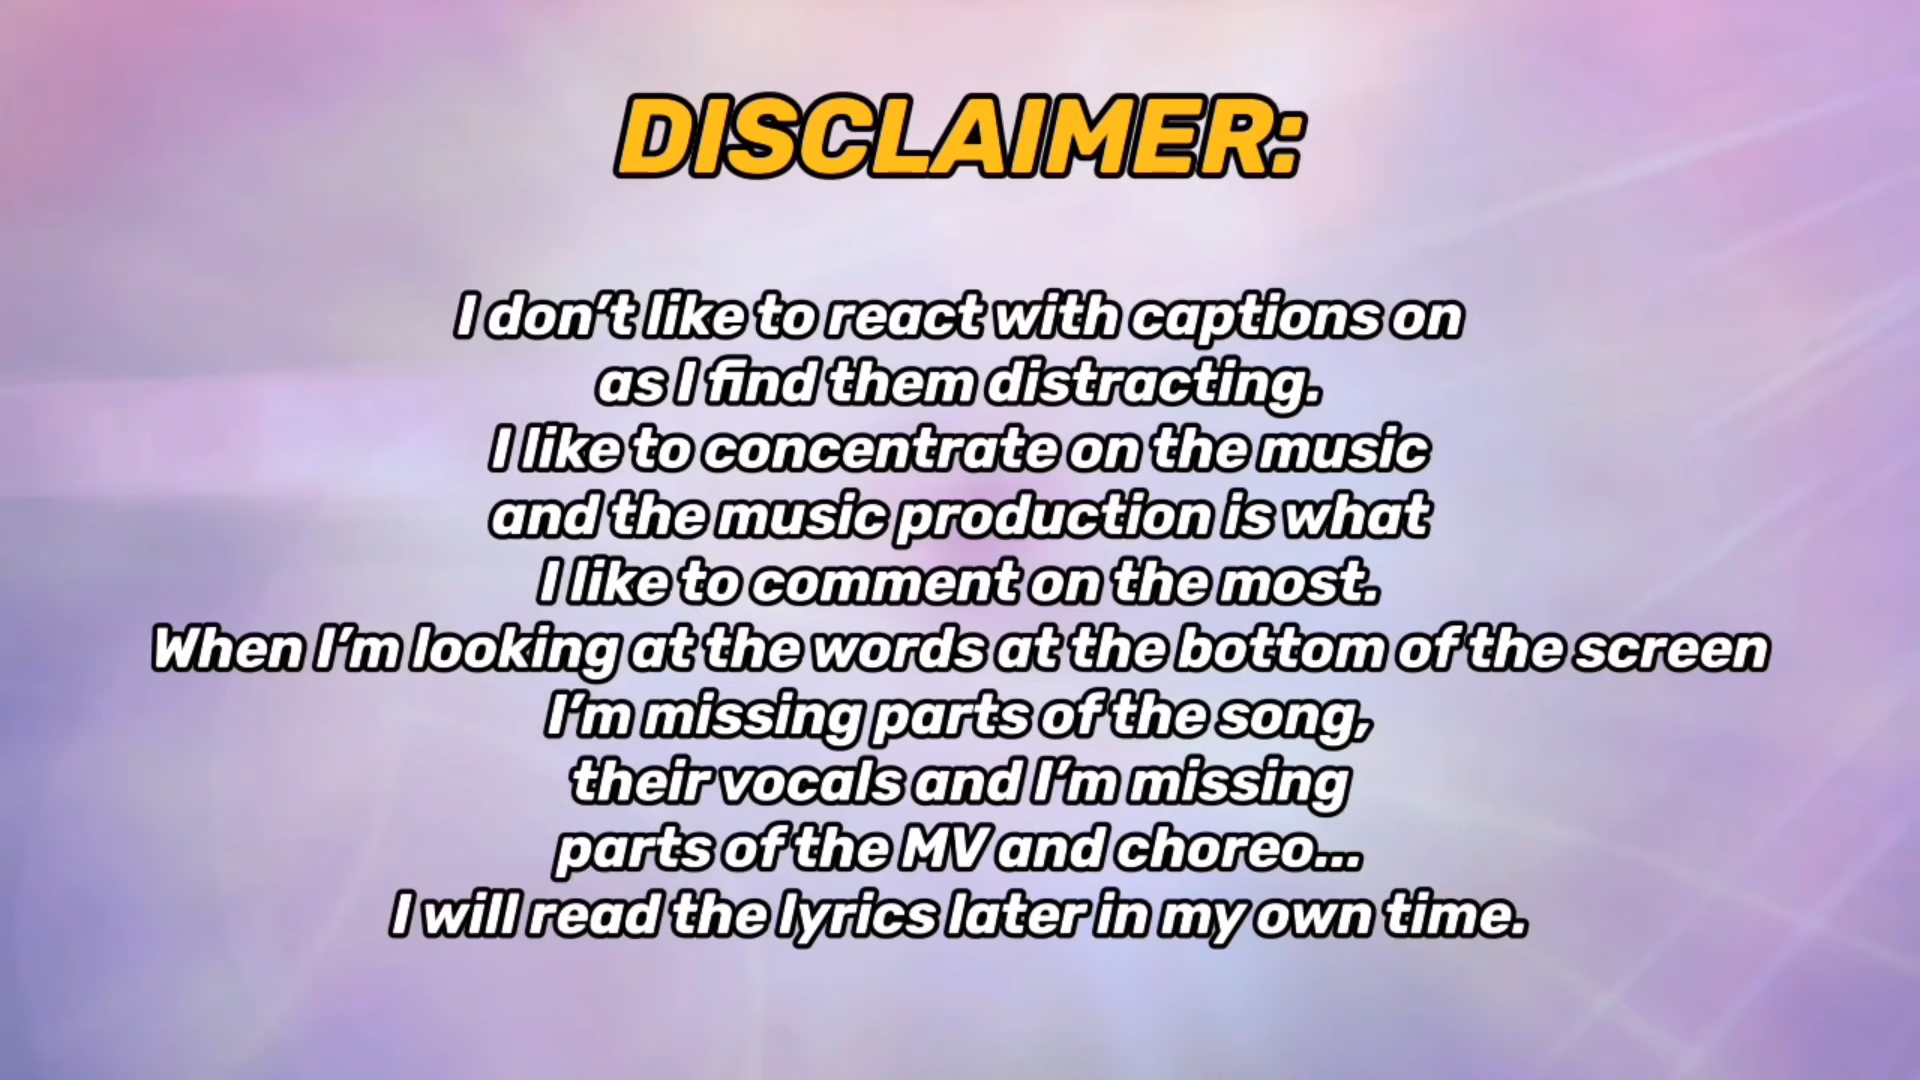 DISCLAIMER:
I don't like to react with captions on
as I find them distracting.
I like to concentrate on the music
and the music production is what
I like to comment on the most.
When I'm looking at the words at the bottom of the screen
I'm missing parts of the song,
their vocals and I'm missing
parts of the MV and choreo...
I will read the lyrics later in my own time.